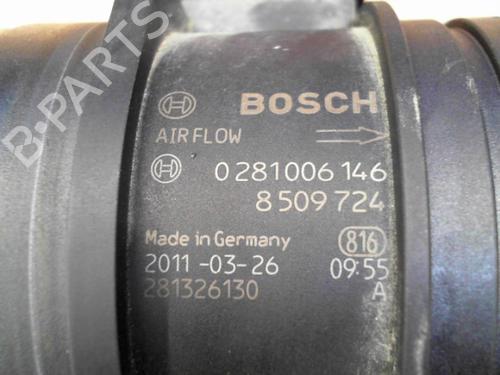 BOSCH
AIR FLOW
0 281 006 146
8 509 724
Made in Germany 816
2011-03-26 09:55
281326130 A
B-PARTS